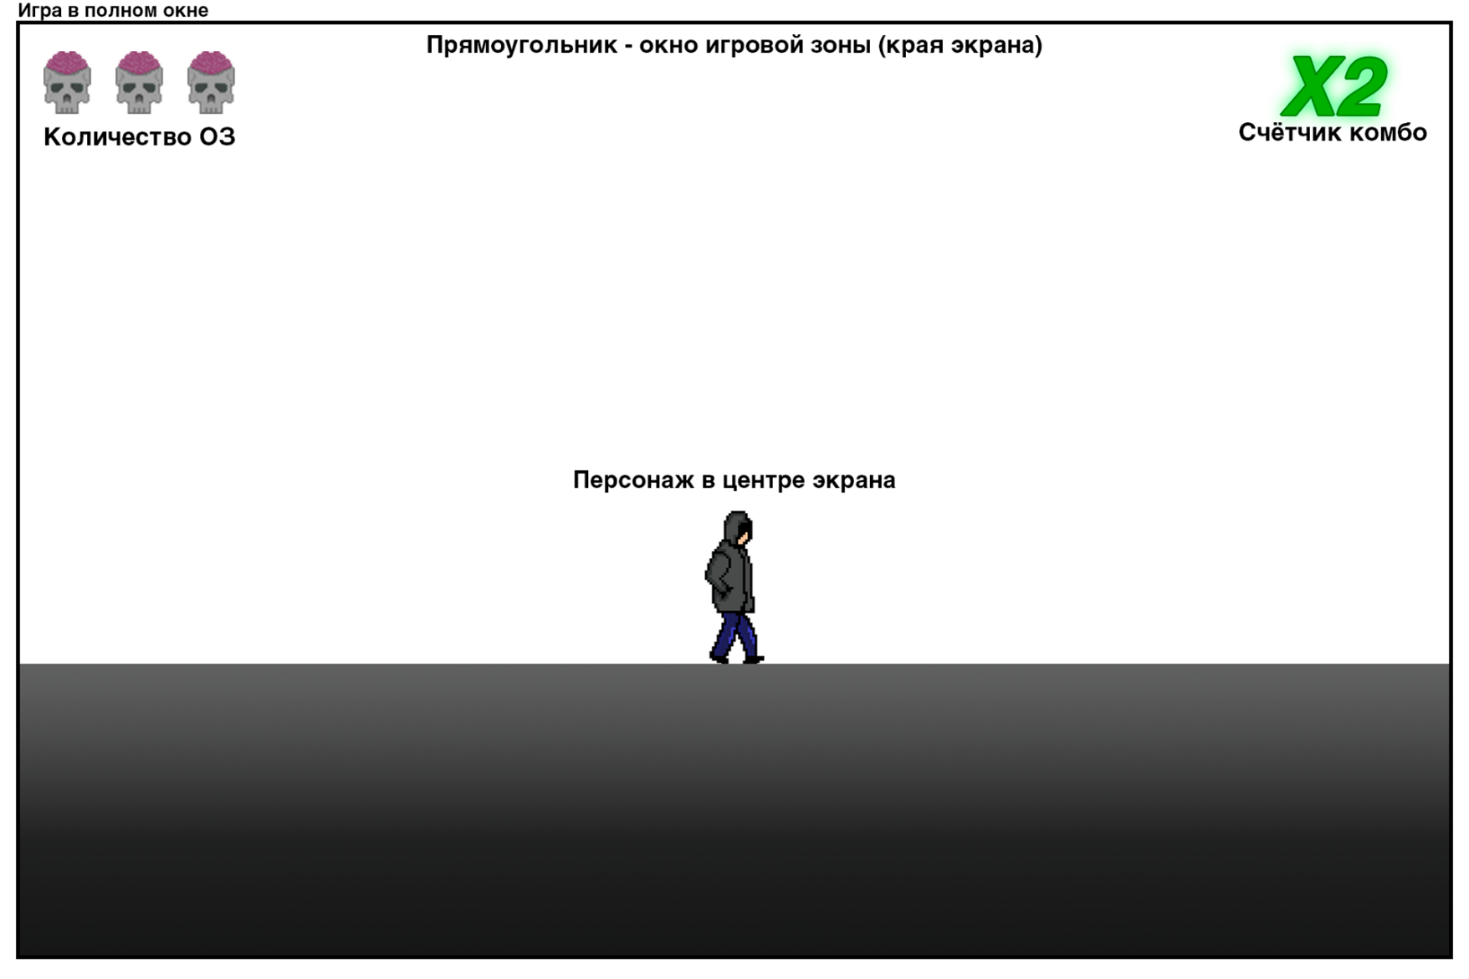 Игра в полном окне
Прямоугольник - окно игровой зоны (края экрана)
X2
Количество ОЗ
Счётчик комбо
Персонаж в центре экрана